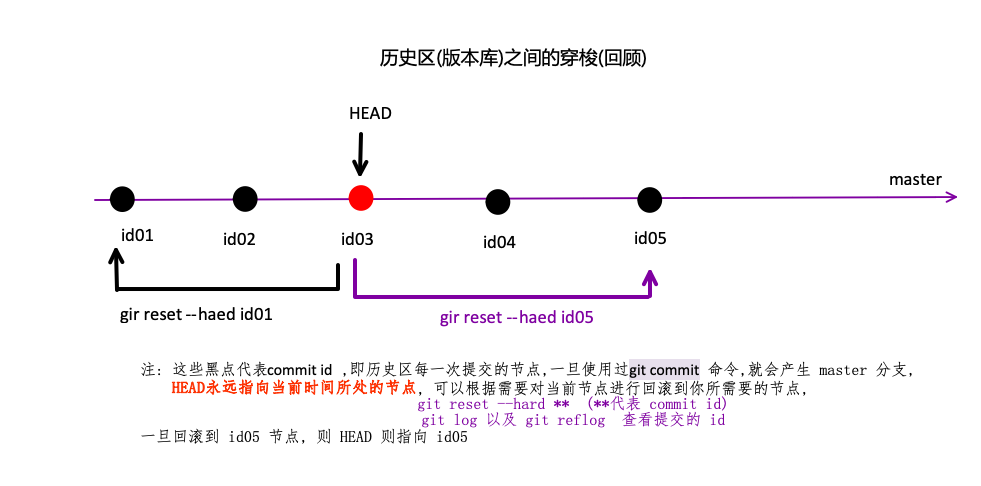 历史区(版本库)之间的穿梭(回顾)
HEAD
master
id01
id02
id03
id04
id05
gir reset --haed id01
gir reset --haed id05
注: 这些黑点代表commit id ,即历史区每一次提交的节点,一旦使用过git commit 命令,就会产生 master 分支,
HEAD永远指向当前时间所处的节点, 可以根据需要对当前节点进行回滚到你所需要的节点,
git reset --hard ** (**代表 commit id)
git log 以及 git reflog 查看提交的 id
一旦回滚到 id05 节点, 则 HEAD 则指向 id05